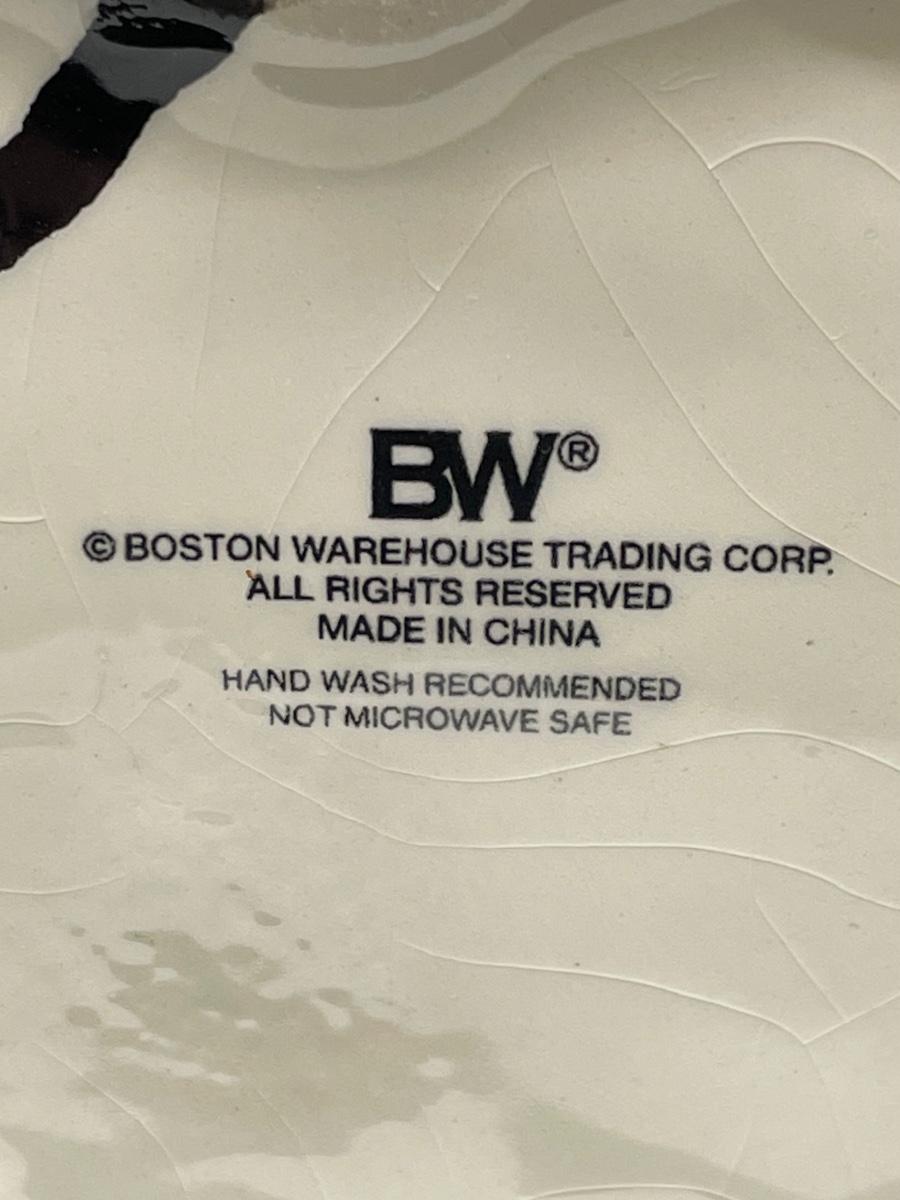 BW®
© BOSTON WAREHOUSE TRADING CORP.
ALL RIGHTS RESERVED
MADE IN CHINA
HAND WASH RECOMMENDED
NOT MICROWAVE SAFE